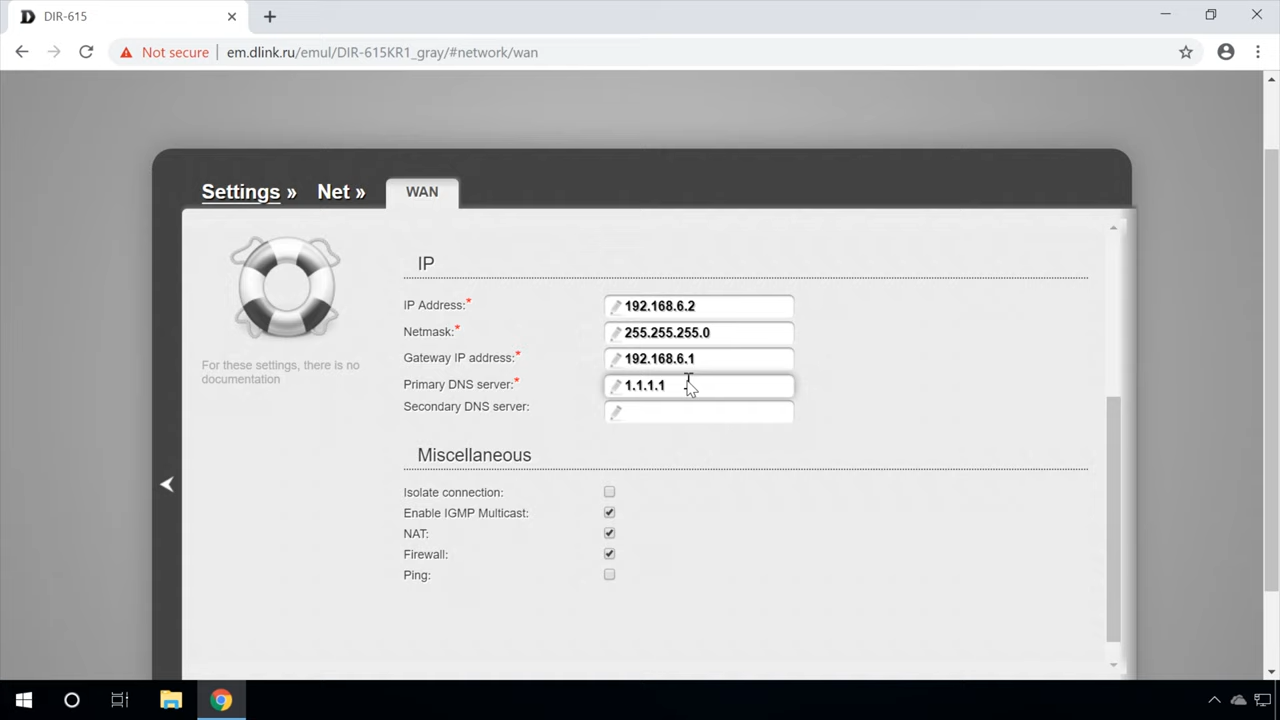 DIR-615
Not secure em.dlink.ru/emul/DIR-615KR1_gray/#network/wan
Settings » Net » WAN
For these settings, there is no
documentation
IP
IP Address:* 192.168.6.2
Netmask:* 255.255.255.0
Gateway IP address:* 192.168.6.1
Primary DNS server:* 1.1.1.1
Secondary DNS server:
Miscellaneous
Isolate connection:
Enable IGMP Multicast:
NAT:
Firewall:
Ping: